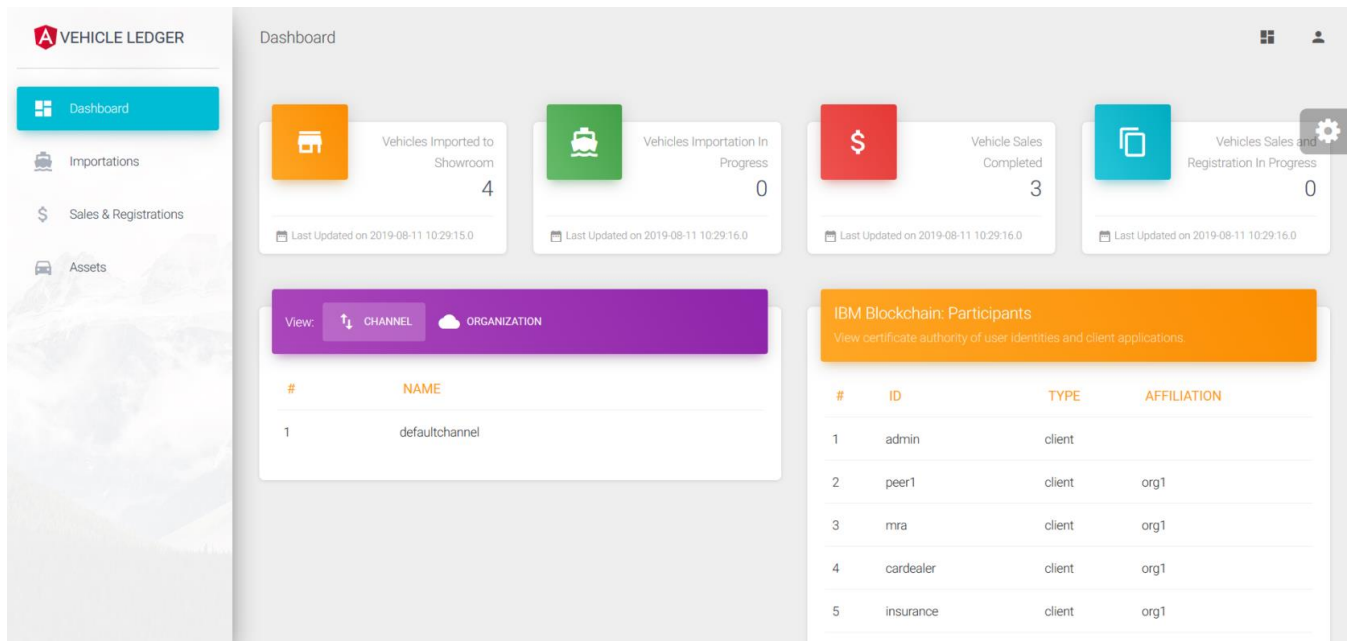 VEHICLE LEDGER
Dashboard
Importations
Sales & Registrations
Assets
Dashboard
Vehicles Imported to
Showroom
4
Last Updated on 2019-08-11 10:29:15.0
Vehicles Importation In
Progress
0
Last Updated on 2019-08-11 10:29:16.0
Vehicle Sales
Completed
3
Last Updated on 2019-08-11 10:29:16.0
Vehicles Sales and
Registration In Progress
0
Last Updated on 2019-08-11 10:29:16.0
View: CHANNEL ORGANIZATION
# NAME
1 defaultchannel
IBM Blockchain: Participants
View certificate authority of user identities and client applications.
# ID TYPE AFFILIATION
1 admin client
2 peer1 client org1
3 mra client org1
4 cardealer client org1
5 insurance client org1